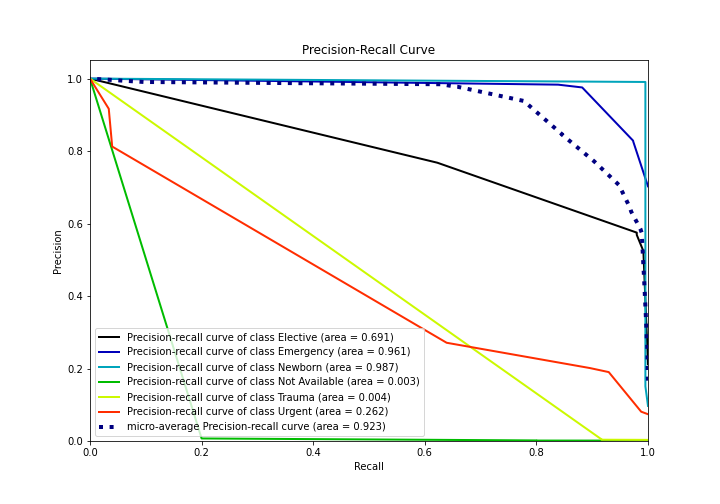 Precision-Recall Curve
1.0
0.8
0.6
0.4
0.2
0.0
Precision
Precision-recall curve of class Elective (area = 0.691)
Precision-recall curve of class Emergency (area = 0.961)
Precision-recall curve of class Newborn (area = 0.987)
Precision-recall curve of class Not Available (area = 0.003)
Precision-recall curve of class Trauma (area = 0.004)
Precision-recall curve of class Urgent (area = 0.262)
micro-average Precision-recall curve (area = 0.923)
0.0 0.2 0.4 0.6 0.8 1.0
Recall